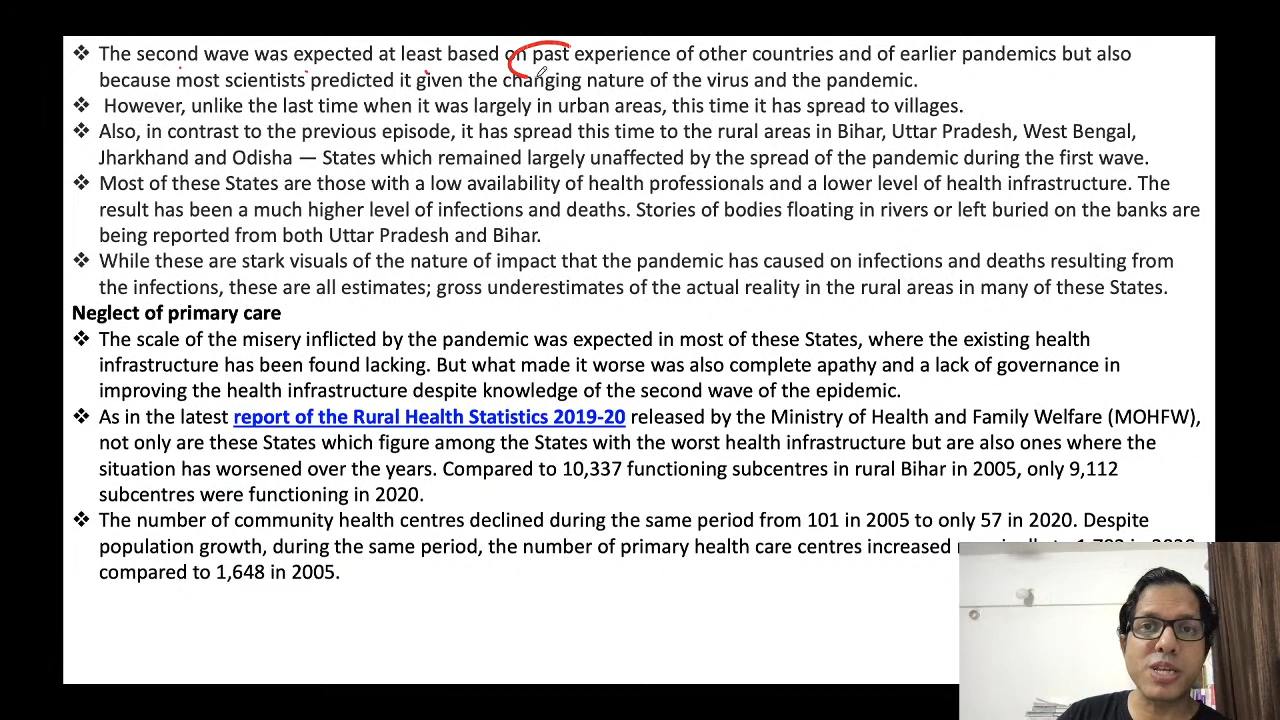 ❖ The second wave was expected at least based on past experience of other countries and of earlier pandemics but also
because most scientists predicted it given the changing nature of the virus and the pandemic.
❖ However, unlike the last time when it was largely in urban areas, this time it has spread to villages.
❖ Also, in contrast to the previous episode, it has spread this time to the rural areas in Bihar, Uttar Pradesh, West Bengal,
Jharkhand and Odisha — States which remained largely unaffected by the spread of the pandemic during the first wave.
❖ Most of these States are those with a low availability of health professionals and a lower level of health infrastructure. The
result has been a much higher level of infections and deaths. Stories of bodies floating in rivers or left buried on the banks are
being reported from both Uttar Pradesh and Bihar.
❖ While these are stark visuals of the nature of impact that the pandemic has caused on infections and deaths resulting from
the infections, these are all estimates; gross underestimates of the actual reality in the rural areas in many of these States.
Neglect of primary care
❖ The scale of the misery inflicted by the pandemic was expected in most of these States, where the existing health
infrastructure has been found lacking. But what made it worse was also complete apathy and a lack of governance in
improving the health infrastructure despite knowledge of the second wave of the epidemic.
❖ As in the latest report of the Rural Health Statistics 2019-20 released by the Ministry of Health and Family Welfare (MOHFW),
not only are these States which figure among the States with the worst health infrastructure but are also ones where the
situation has worsened over the years. Compared to 10,337 functioning subcentres in rural Bihar in 2005, only 9,112
subcentres were functioning in 2020.
❖ The number of community health centres declined during the same period from 101 in 2005 to only 57 in 2020. Despite
population growth, during the same period, the number of primary health care centres increased
compared to 1,648 in 2005.